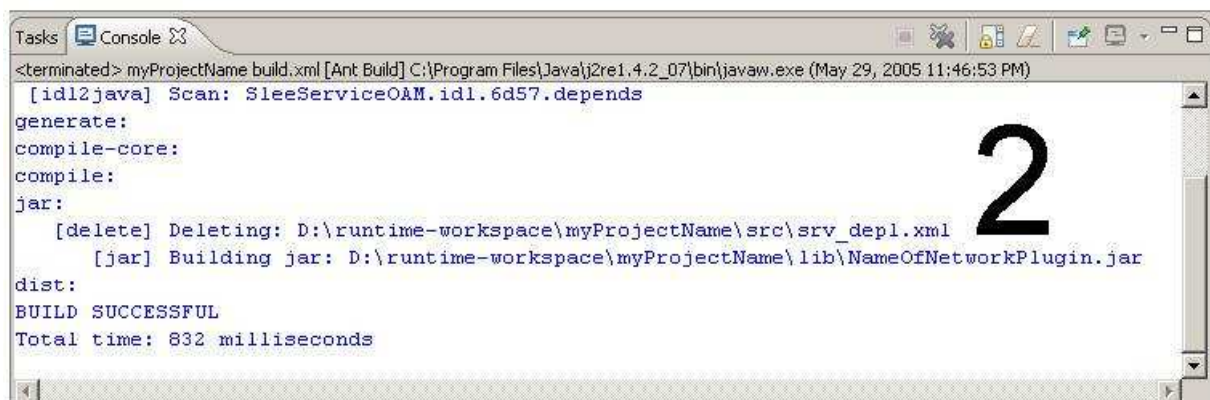 Tasks Console
<terminated> myProjectName build.xml [Ant Build] C:\Program Files\Java\j2re1.4.2_07\bin\javaw.exe (May 29, 2005 11:46:53 PM)
[idl2java] Scan: SleeServiceOAM.idl.6d57.depends
generate:
compile-core:
compile:
jar:
[delete] Deleting: D:\runtime-workspace\myProjectName\src\srv_depl.xml
[jar] Building jar: D:\runtime-workspace\myProjectName\lib\NameOfNetworkPlugin.jar
dist:
BUILD SUCCESSFUL
Total time: 832 milliseconds
2